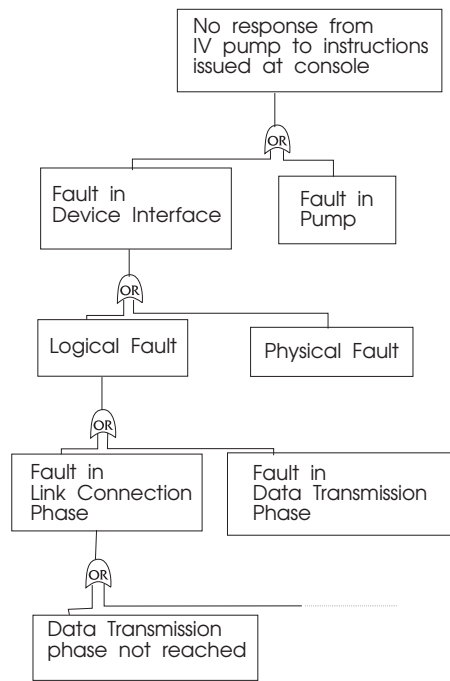 No response from
IV pump to instructions
issued at console
OR
Fault in
Device Interface
Fault in
Pump
OR
Logical Fault
Physical Fault
OR
Fault in
Link Connection
Phase
Fault in
Data Transmission
Phase
OR
Data Transmission
phase not reached